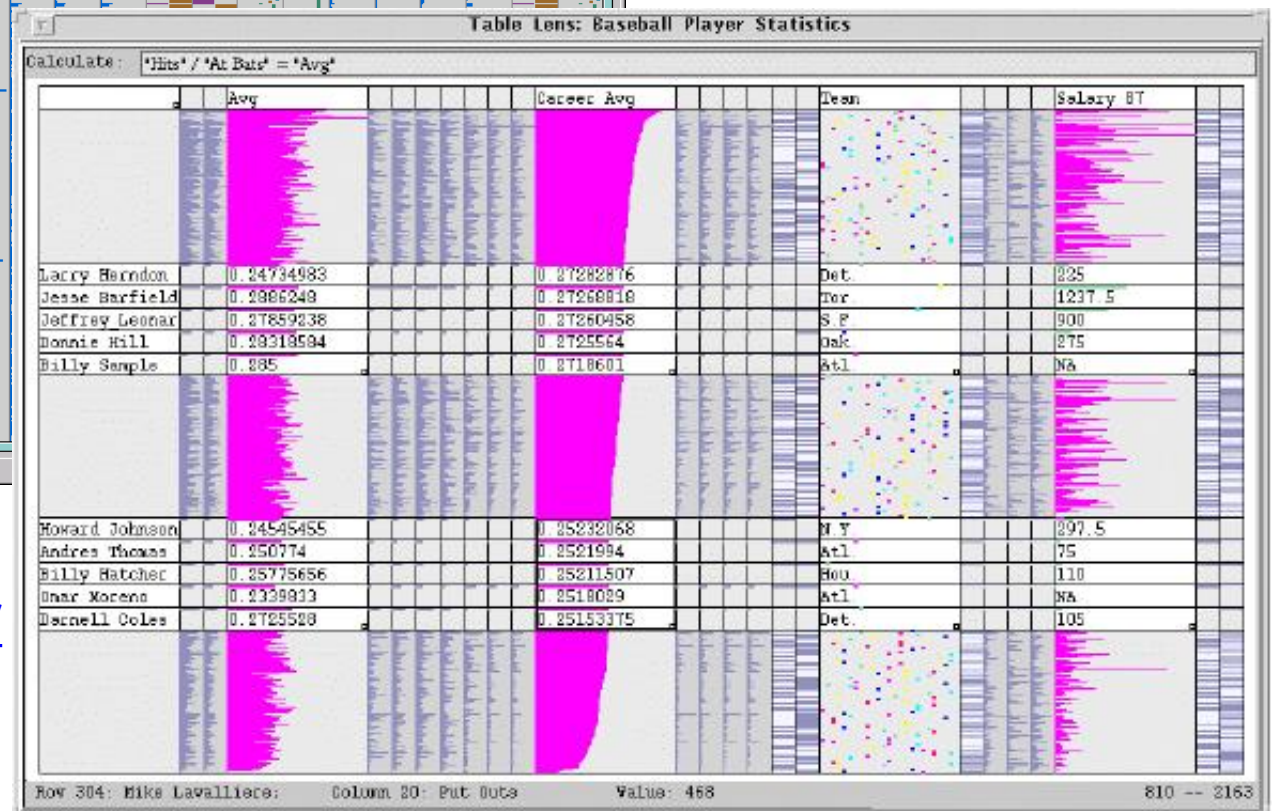 Table Lens: Baseball Player Statistics
Calculate: "Hits" / "At Bats" = "Avg"
Avg Career Avg Team Salary 87
Larry Herndon 0.24734983 0.27282876 Det. 225
Jesse Barfield 0.2886248 0.27268818 Tor. 1237.5
Jeffrey Leonar 0.27859238 0.27260458 S.F. 900
Donnie Hill 0.28318584 0.2725564 Oak. 275
Billy Sample 0.285 0.2718601 Atl. NA
Howard Johnson 0.24545455 0.25232068 N.Y. 297.5
Andres Thomas 0.250774 0.2521994 Atl. 75
Billy Hatcher 0.25775656 0.25211507 Hou. 110
Omar Moreno 0.2339833 0.2518029 Atl. NA
Darnell Coles 0.2725528 0.25153375 Det. 105
Row 304: Mike Lavalliere: Column 20: Put Outs Value: 468 810 -- 2163